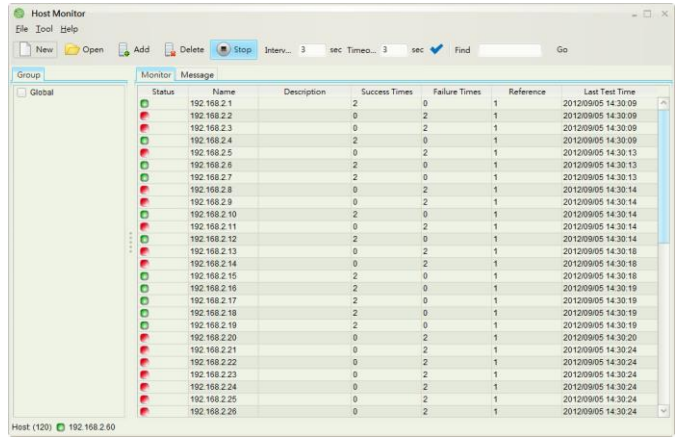 Host Monitor
File Tool Help
New Open Add Delete Stop Interv... 3 sec Timeo... 3 sec Find Go
Group Monitor Message
Global
Status Name Description Success Times Failure Times Reference Last Test Time
192.168.2.1 2 0 1 2012/09/05 14:30:09
192.168.2.2 0 2 1 2012/09/05 14:30:09
192.168.2.3 0 2 1 2012/09/05 14:30:09
192.168.2.4 2 0 1 2012/09/05 14:30:09
192.168.2.5 0 2 1 2012/09/05 14:30:13
192.168.2.6 2 0 1 2012/09/05 14:30:13
192.168.2.7 2 0 1 2012/09/05 14:30:13
192.168.2.8 0 2 1 2012/09/05 14:30:14
192.168.2.9 0 2 1 2012/09/05 14:30:14
192.168.2.10 2 0 1 2012/09/05 14:30:14
192.168.2.11 0 2 1 2012/09/05 14:30:14
192.168.2.12 2 0 1 2012/09/05 14:30:14
192.168.2.13 0 2 1 2012/09/05 14:30:18
192.168.2.14 0 2 1 2012/09/05 14:30:18
192.168.2.15 2 0 1 2012/09/05 14:30:18
192.168.2.16 2 0 1 2012/09/05 14:30:19
192.168.2.17 2 0 1 2012/09/05 14:30:19
192.168.2.18 2 0 1 2012/09/05 14:30:19
192.168.2.19 2 0 1 2012/09/05 14:30:19
192.168.2.20 0 2 1 2012/09/05 14:30:20
192.168.2.21 0 2 1 2012/09/05 14:30:24
192.168.2.22 0 2 1 2012/09/05 14:30:24
192.168.2.23 0 2 1 2012/09/05 14:30:24
192.168.2.24 0 2 1 2012/09/05 14:30:24
192.168.2.25 0 2 1 2012/09/05 14:30:24
192.168.2.26 0 2 1 2012/09/05 14:30:24
Host: (120) 192.168.2.60